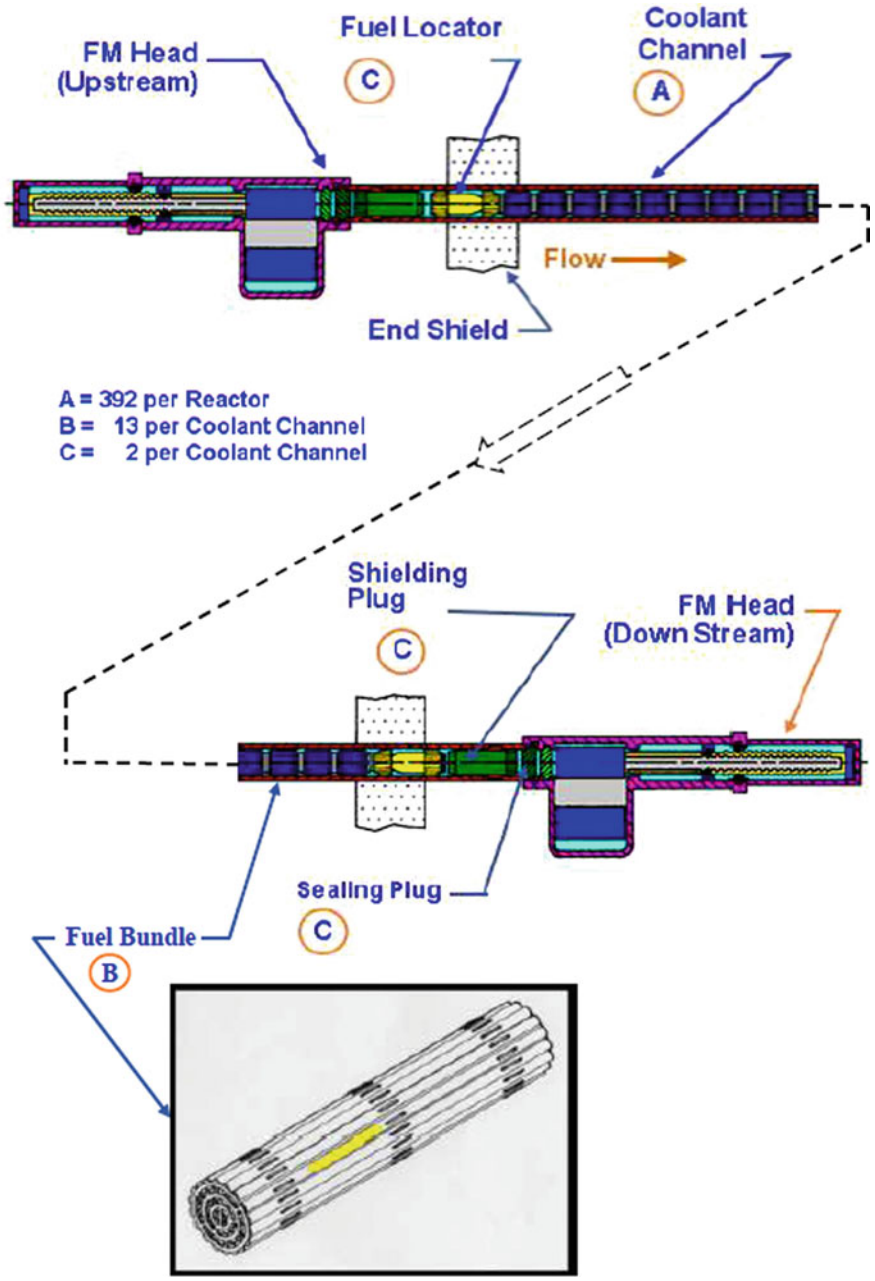 Fuel Locator
C
Coolant
Channel
A
FM Head
(Upstream)
Flow
End Shield
A = 392 per Reactor
B = 13 per Coolant Channel
C = 2 per Coolant Channel
Shielding
Plug
C
FM Head
(Down Stream)
Sealing Plug
C
Fuel Bundle
B